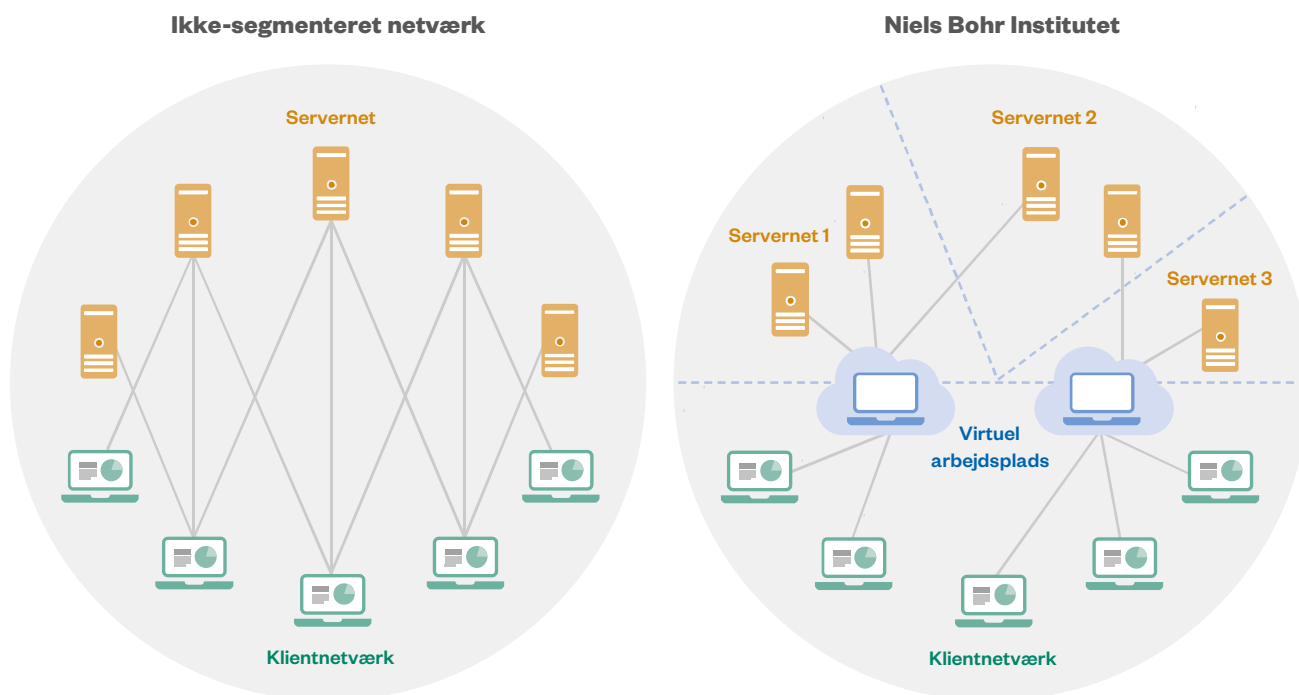 Ikke-segmenteret netværk
Servernet
Klientnetværk
Niels Bohr Institutet
Servernet 2
Servernet 1
Servernet 3
Virtuel
arbejdsplads
Klientnetværk